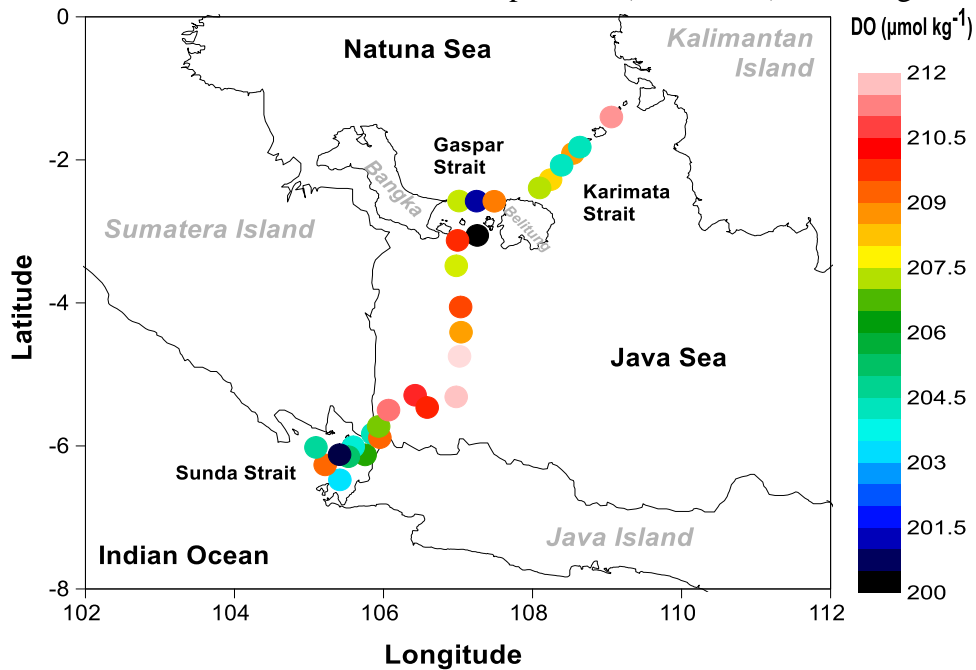 DO (µmol kg-1)
0
Natuna Sea
Kalimantan
Island
212
Gaspar
Strait
210.5
-2
Bangka
Karimata
Strait
209
Sumatera Island
Belitung
207.5
-4
Latitude
Java Sea
206
204.5
-6
Sunda Strait
203
Java Island
201.5
Indian Ocean
-8
200
102
104
106
108
110
112
Longitude